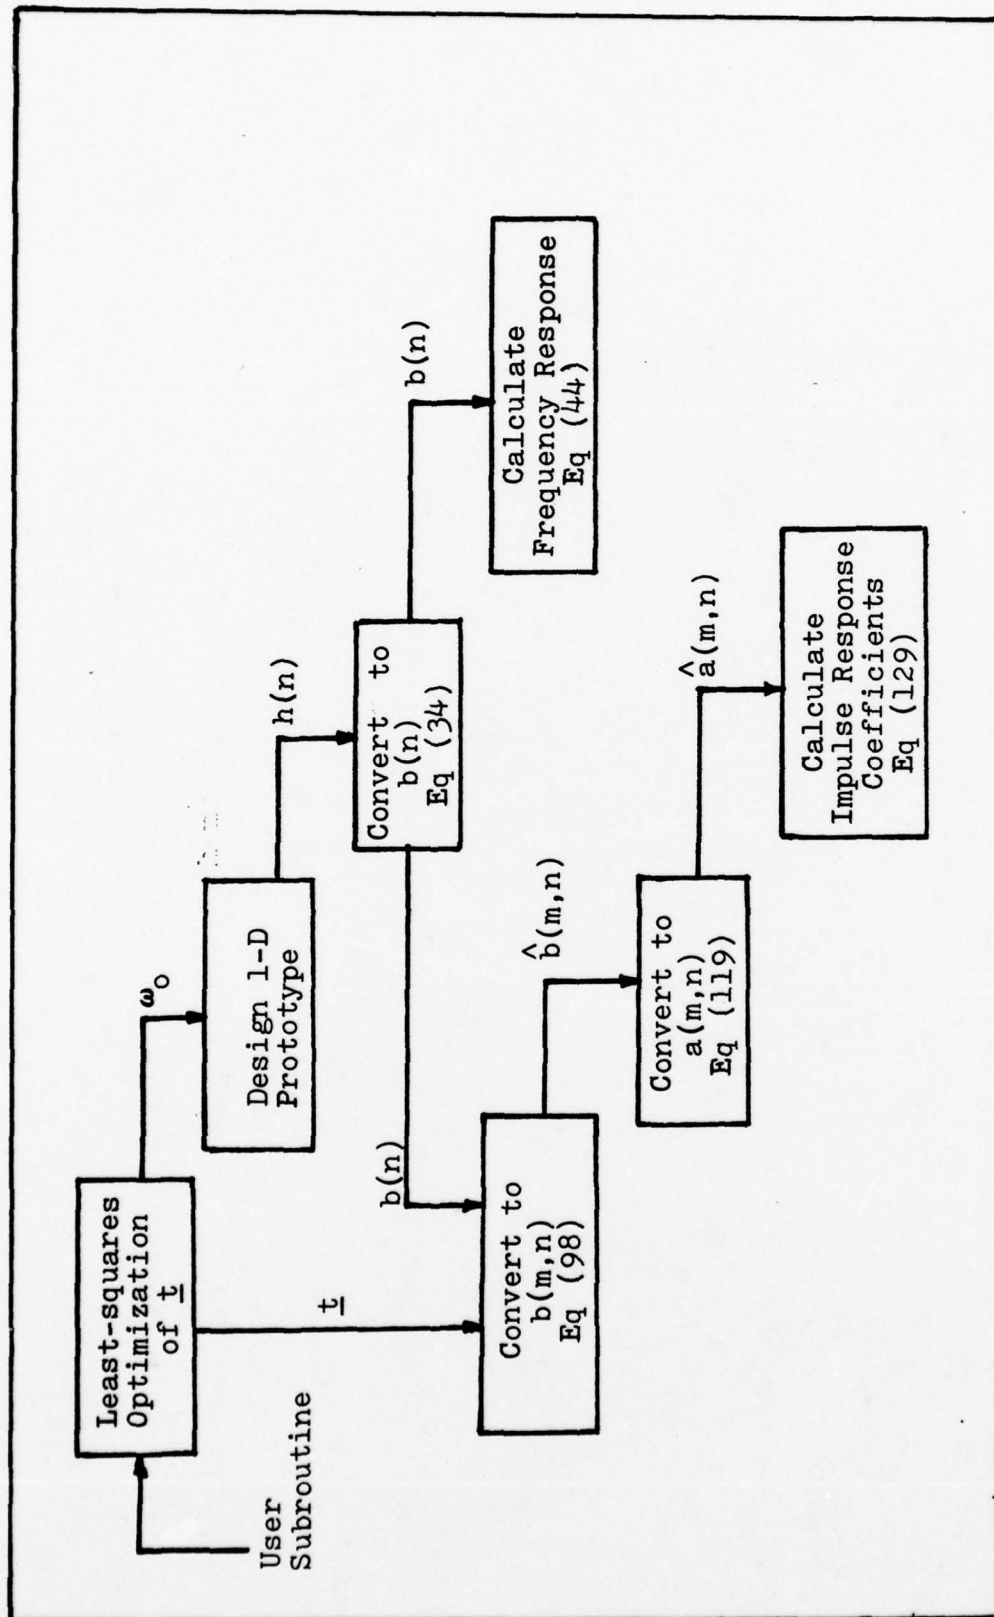 User
Subroutine
Least-squares
Optimization
of t
ω₀
t
Design 1-D
Prototype
h(n)
Convert to
b(n)
Eq (34)
b(n)
b(n)
Calculate
Frequency Response
Eq (44)
Convert to
b(m,n)
Eq (98)
b̂(m,n)
Convert to
a(m,n)
Eq (119)
â(m,n)
Calculate
Impulse Response
Coefficients
Eq (129)